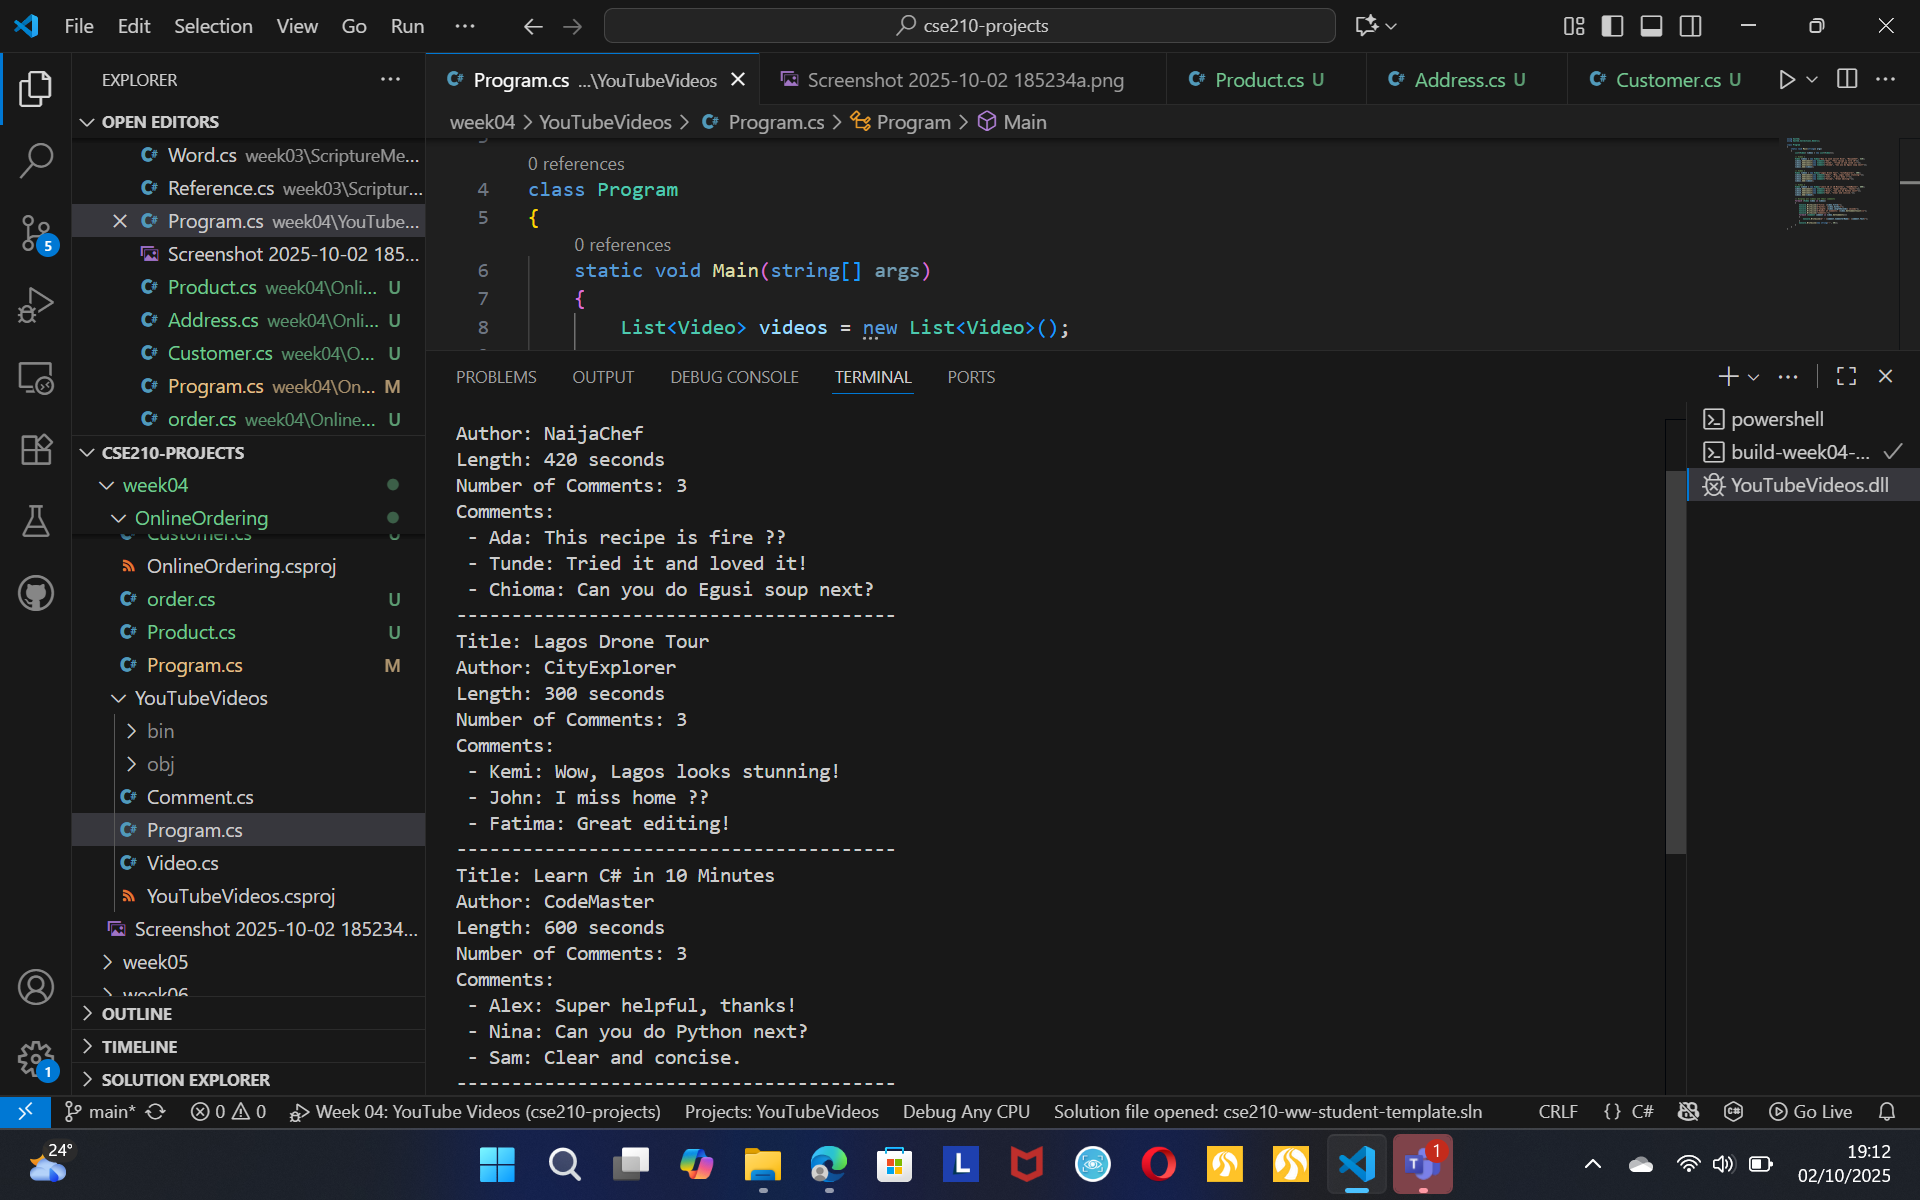 File Edit Selection View Go Run ··· cse210-projects
EXPLORER
OPEN EDITORS
Word.cs week03\ScriptureMe...
Reference.cs week03\Scriptur...
Program.cs week04\YouTube...
Screenshot 2025-10-02 185...
Product.cs week04\Onli... U
Address.cs week04\Onli... U
Customer.cs week04\O... U
Program.cs week04\On... M
order.cs week04\Online... U
CSE210-PROJECTS
week04
OnlineOrdering
Customer.cs U
OnlineOrdering.csproj
order.cs U
Product.cs U
Program.cs M
YouTubeVideos
bin
obj
Comment.cs
Program.cs
Video.cs
YouTubeVideos.csproj
Screenshot 2025-10-02 185234...
week05
week06
OUTLINE
TIMELINE
SOLUTION EXPLORER
5
1
Program.cs ...\YouTubeVideos Screenshot 2025-10-02 185234a.png Product.cs U Address.cs U Customer.cs U
week04 > YouTubeVideos > Program.cs > Program > Main
0 references
4 class Program
5 {
0 references
6 static void Main(string[] args)
7 {
8 List<Video> videos = new List<Video>();
PROBLEMS OUTPUT DEBUG CONSOLE TERMINAL PORTS
Author: NaijaChef
Length: 420 seconds
Number of Comments: 3
Comments:
- Ada: This recipe is fire ??
- Tunde: Tried it and loved it!
- Chioma: Can you do Egusi soup next?
----------------------------------------
Title: Lagos Drone Tour
Author: CityExplorer
Length: 300 seconds
Number of Comments: 3
Comments:
- Kemi: Wow, Lagos looks stunning!
- John: I miss home ??
- Fatima: Great editing!
----------------------------------------
Title: Learn C# in 10 Minutes
Author: CodeMaster
Length: 600 seconds
Number of Comments: 3
Comments:
- Alex: Super helpful, thanks!
- Nina: Can you do Python next?
- Sam: Clear and concise.
----------------------------------------
powershell
build-week04-...
YouTubeVideos.dll
main* 0 0 Week 04: YouTube Videos (cse210-projects) Projects: YouTubeVideos Debug Any CPU Solution file opened: cse210-ww-student-template.sln CRLF {} C# Go Live
24°
L
T 1
19:12
02/10/2025